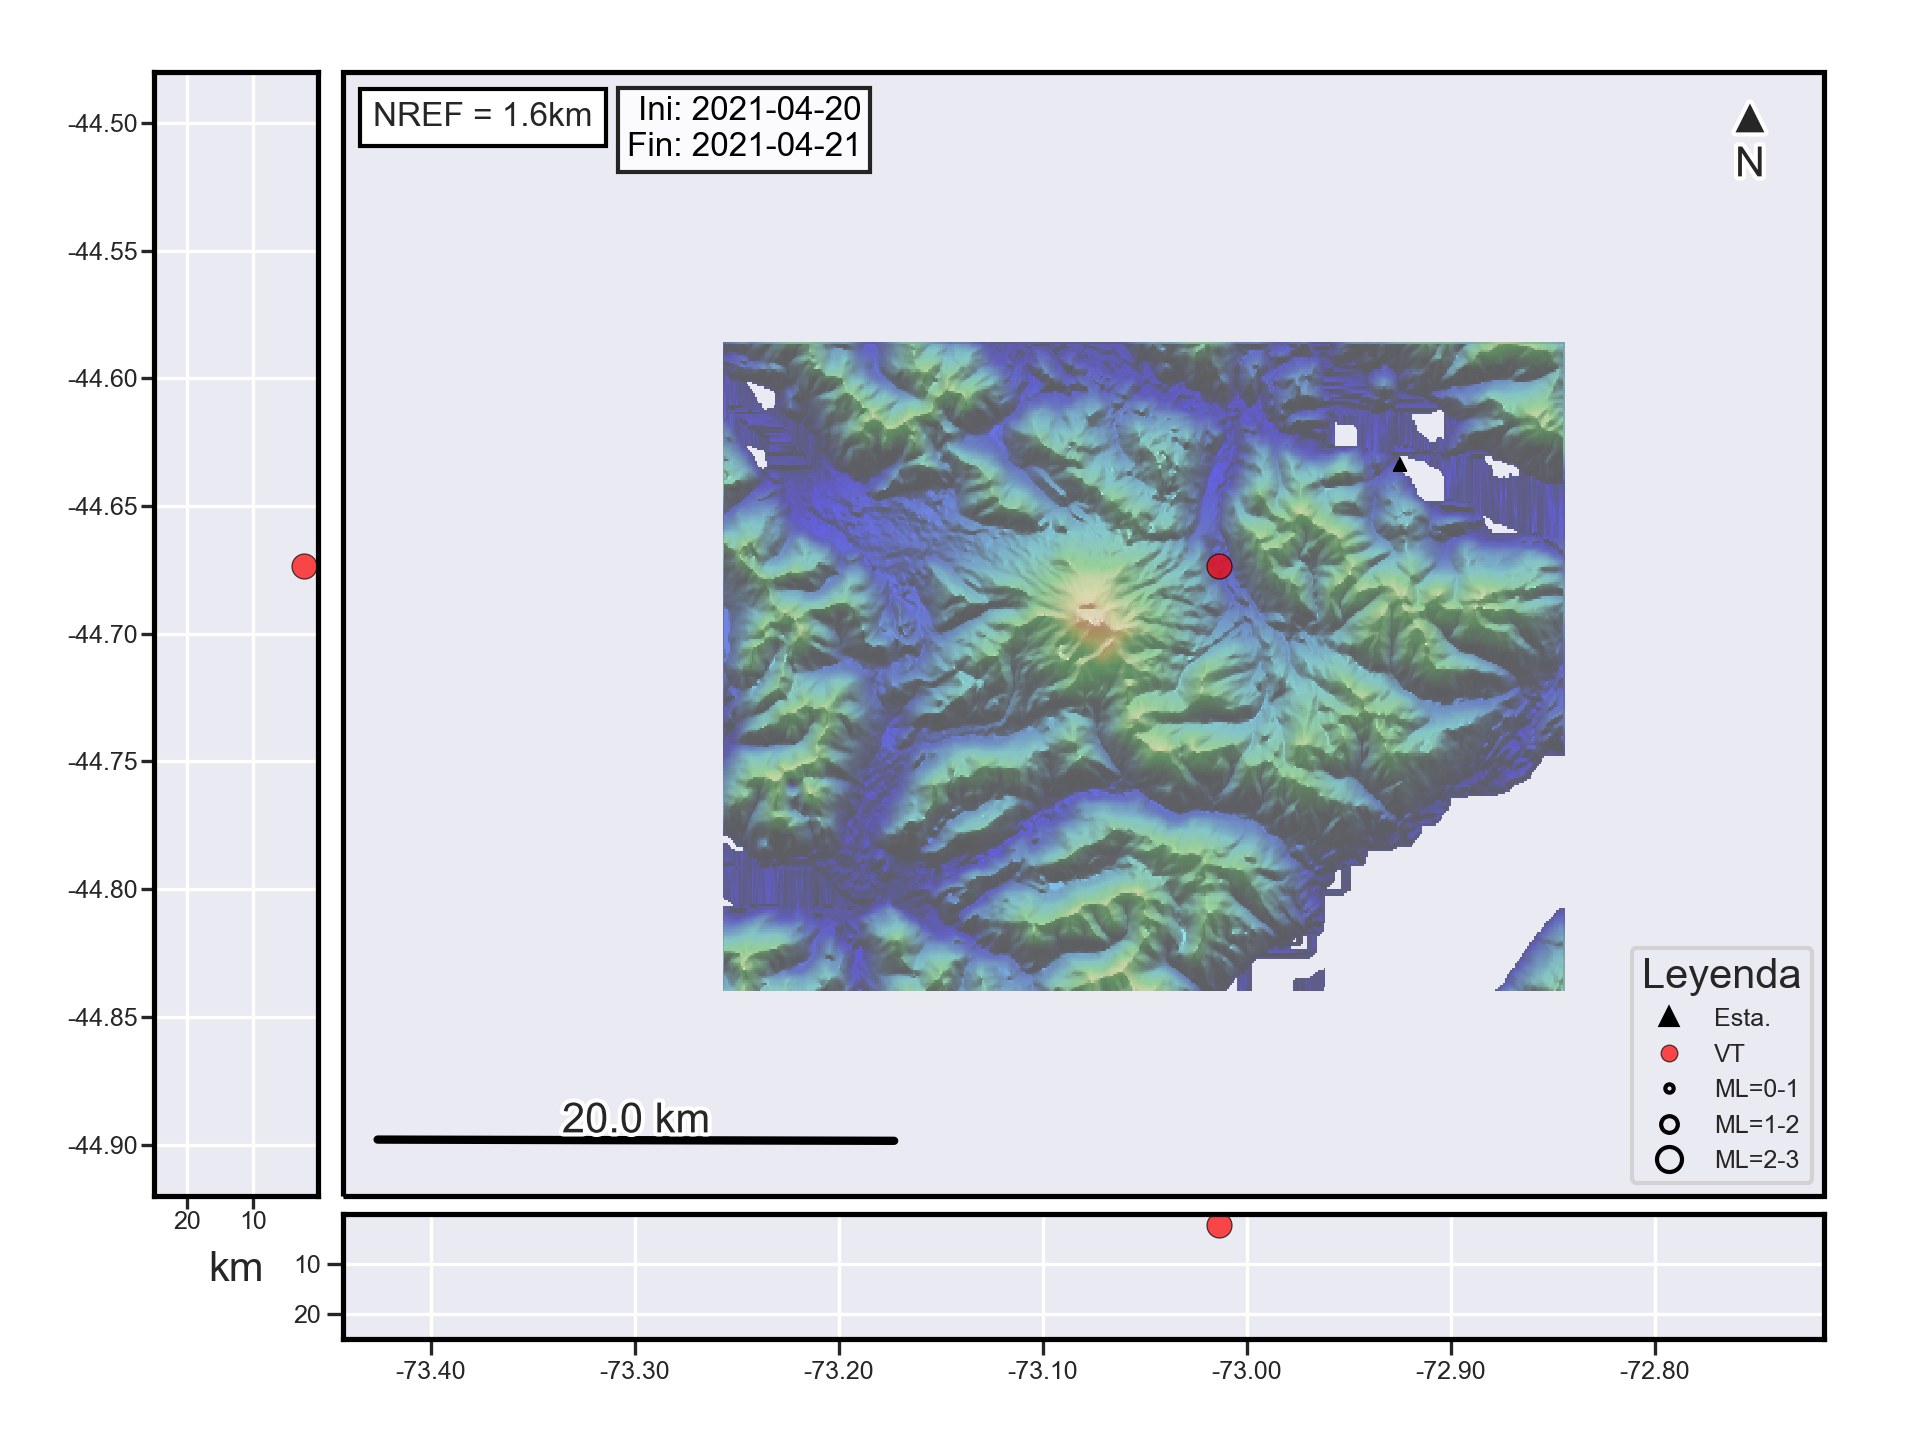 NREF = 1.6km
Ini: 2021-04-20
Fin: 2021-04-21
N
-44.50
-44.55
-44.60
-44.65
-44.70
-44.75
-44.80
-44.85
-44.90
20 10
km
20.0 km
Leyenda
Esta.
VT
ML=0-1
ML=1-2
ML=2-3
10
20
-73.40 -73.30 -73.20 -73.10 -73.00 -72.90 -72.80